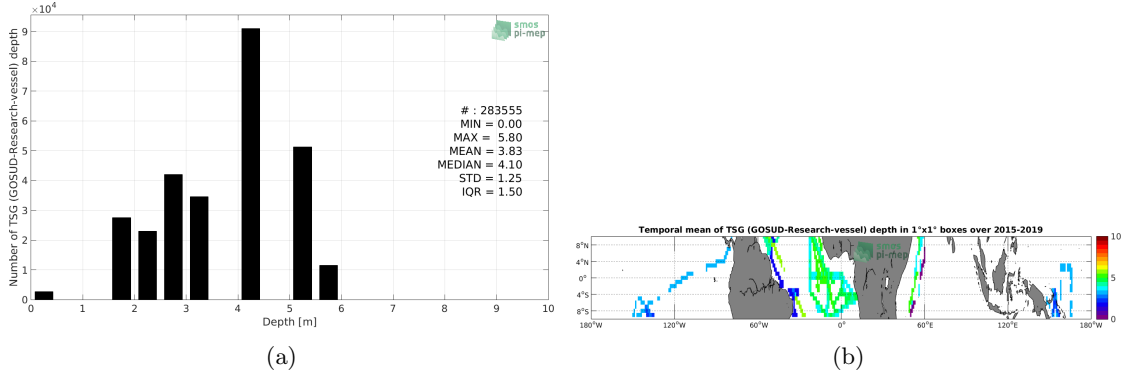 ×10⁴
9
8
7
6
5
4
3
2
1
0
Number of TSG (GOSUD-Research-vessel) depth
smos
pi-mep
# : 283555
MIN = 0.00
MAX = 5.80
MEAN = 3.83
MEDIAN = 4.10
STD = 1.25
IQR = 1.50
0 1 2 3 4 5 6 7 8 9 10
Depth [m]
(a)
Temporal mean of TSG (GOSUD-Research-vessel) depth in 1°x1° boxes over 2015-2019
smos
pi-mep
8°N
4°N
0°
4°S
8°S
180°W 120°W 60°W 0° 60°E 120°E 180°W
10
5
0
(b)